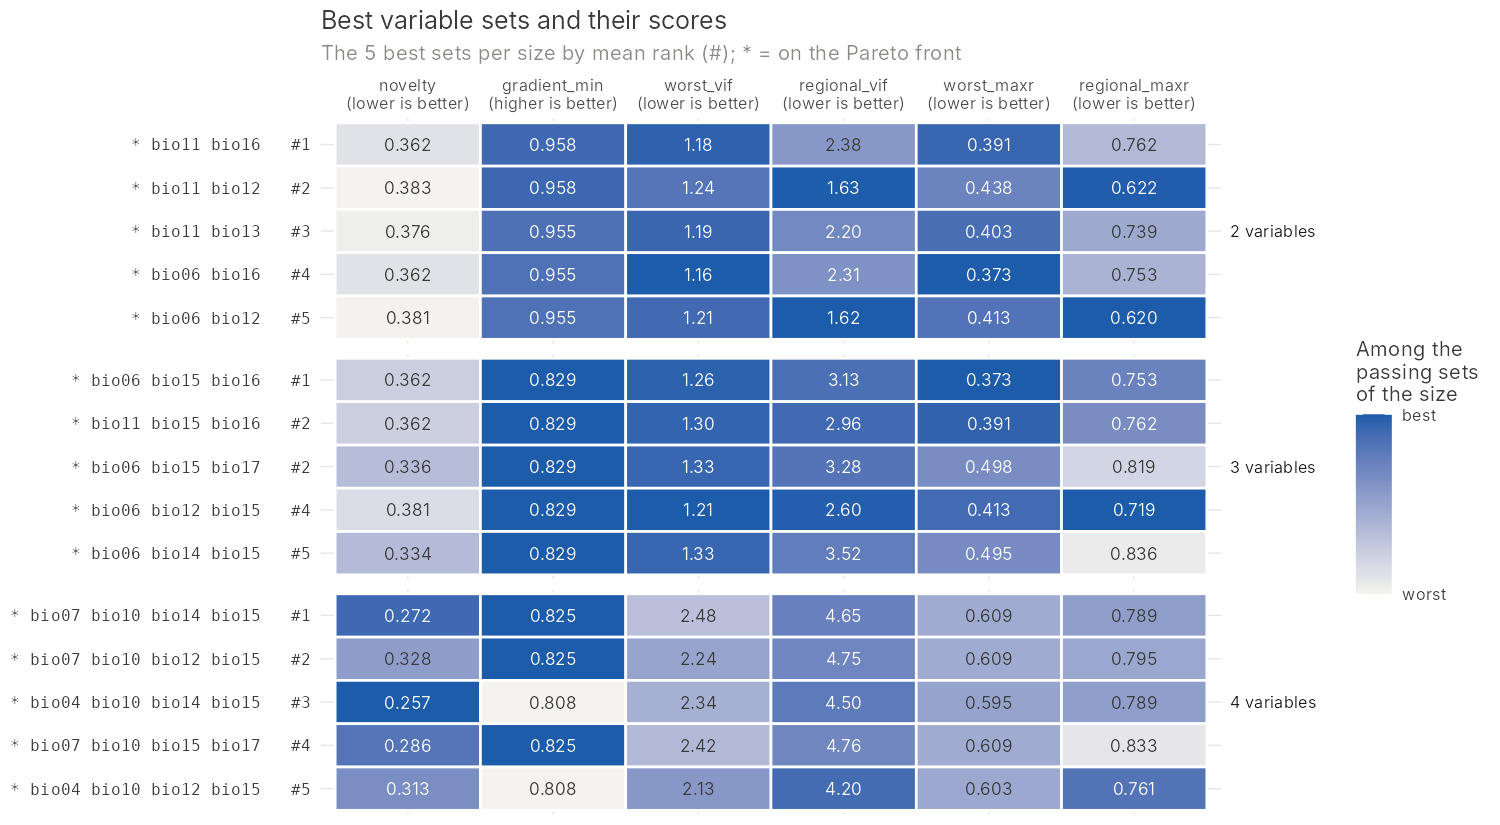 Best variable sets and their scores
The 5 best sets per size by mean rank (#); * = on the Pareto front
novelty gradient_min worst_vif regional_vif worst_maxr regional_maxr
(lower is better) (higher is better) (lower is better) (lower is better) (lower is better) (lower is better)
* bio11 bio16 #1 0.362 0.958 1.18 2.38 0.391 0.762
* bio11 bio12 #2 0.383 0.958 1.24 1.63 0.438 0.622
* bio11 bio13 #3 0.376 0.955 1.19 2.20 0.403 0.739 2 variables
* bio06 bio16 #4 0.362 0.955 1.16 2.31 0.373 0.753
* bio06 bio12 #5 0.381 0.955 1.21 1.62 0.413 0.620
* bio06 bio15 bio16 #1 0.362 0.829 1.26 3.13 0.373 0.753
* bio11 bio15 bio16 #2 0.362 0.829 1.30 2.96 0.391 0.762
* bio06 bio15 bio17 #2 0.336 0.829 1.33 3.28 0.498 0.819 3 variables
* bio06 bio12 bio15 #4 0.381 0.829 1.21 2.60 0.413 0.719
* bio06 bio14 bio15 #5 0.334 0.829 1.33 3.52 0.495 0.836
* bio07 bio10 bio14 bio15 #1 0.272 0.825 2.48 4.65 0.609 0.789
* bio07 bio10 bio12 bio15 #2 0.328 0.825 2.24 4.75 0.609 0.795
* bio04 bio10 bio14 bio15 #3 0.257 0.808 2.34 4.50 0.595 0.789 4 variables
* bio07 bio10 bio15 bio17 #4 0.286 0.825 2.42 4.76 0.609 0.833
* bio04 bio10 bio12 bio15 #5 0.313 0.808 2.13 4.20 0.603 0.761
Among the
passing sets
of the size
best
worst